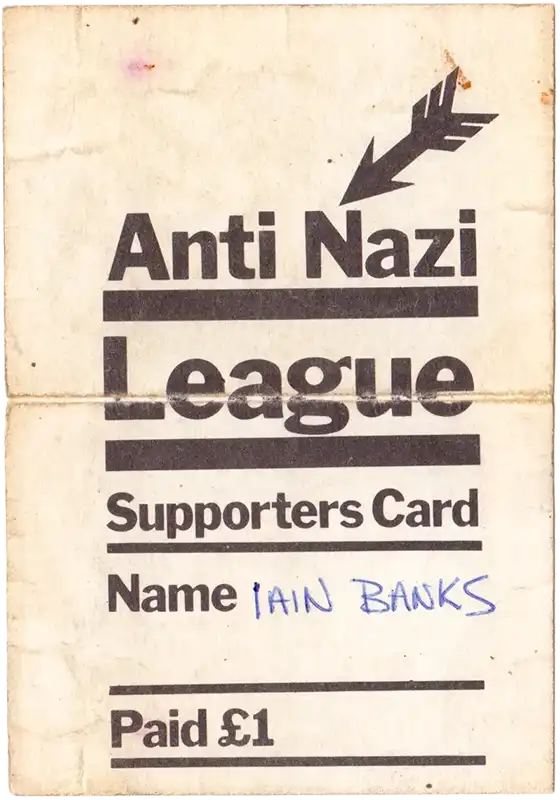 Anti Nazi
League
Supporters Card
Name IAIN BANKS
Paid £1